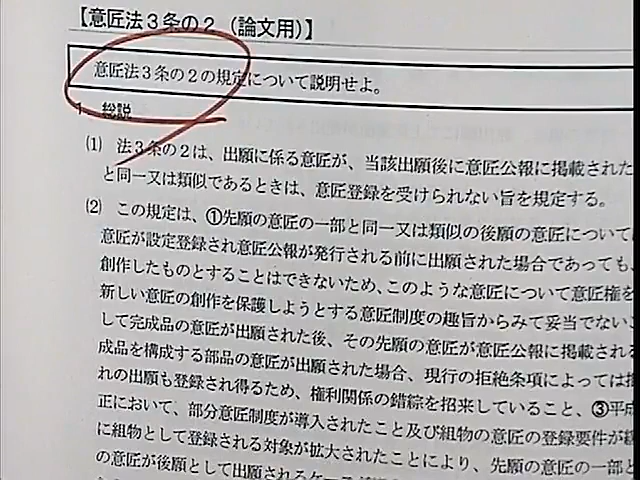 【意匠法3条の2（論文用）】
意匠法3条の2の規定について説明せよ。
1．総説
(1) 法3条の2は、出願に係る意匠が、当該出願後に意匠公報に掲載された
と同一又は類似であるときは、意匠登録を受けられない旨を規定する。
(2) この規定は、①先願の意匠の一部と同一又は類似の後願の意匠について
意匠が設定登録され意匠公報が発行される前に出願された場合であっても、
創作したものとすることはできないため、このような意匠について意匠権を
新しい意匠の創作を保護しようとする意匠制度の趣旨からみて妥当でないこ
して完成品の意匠が出願された後、その先願の意匠が意匠公報に掲載される
成品を構成する部品の意匠が出願された場合、現行の拒絶条項によっては
れの出願も登録され得るため、権利関係の錯綜を招来していること、③平成
正において、部分意匠制度が導入されたこと及び組物の意匠の登録要件が
に組物として登録される対象が拡大されたことにより、先願の意匠の一部と
の意匠が後願として出願されるケー